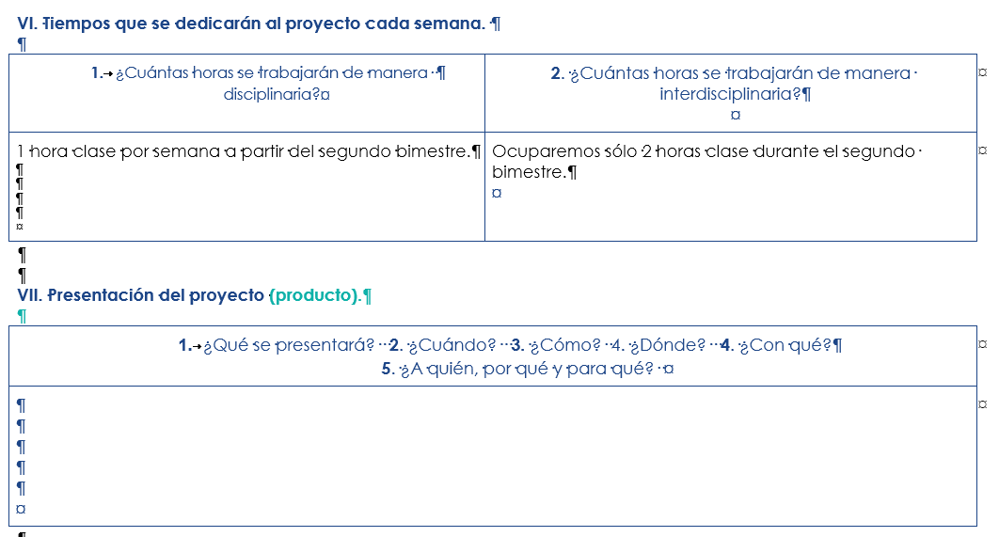 VI. Tiempos que se dedicarán al proyecto cada semana. ¶
¶
1.→ ¿Cuántas horas se trabajarán de manera ·¶
disciplinaria?¤
2. ¿Cuántas horas se trabajarán de manera ·
interdisciplinaria?¶
¤
¤
1 hora clase por semana a partir del segundo bimestre.¶
¶
¶
¶
¶
¤
Ocuparemos sólo 2 horas clase durante el segundo ·
bimestre.¶
¤
¤
¶
¶
VII. Presentación del proyecto (producto).¶
¶
1.→¿Qué se presentará? ··2. ¿Cuándo? ··3. ¿Cómo? ·4. ¿Dónde? ··4. ¿Con qué?¶
5. ¿A quién, por qué y para qué? ·¤
¤
¶
¶
¶
¶
¶
¤
¤
¶